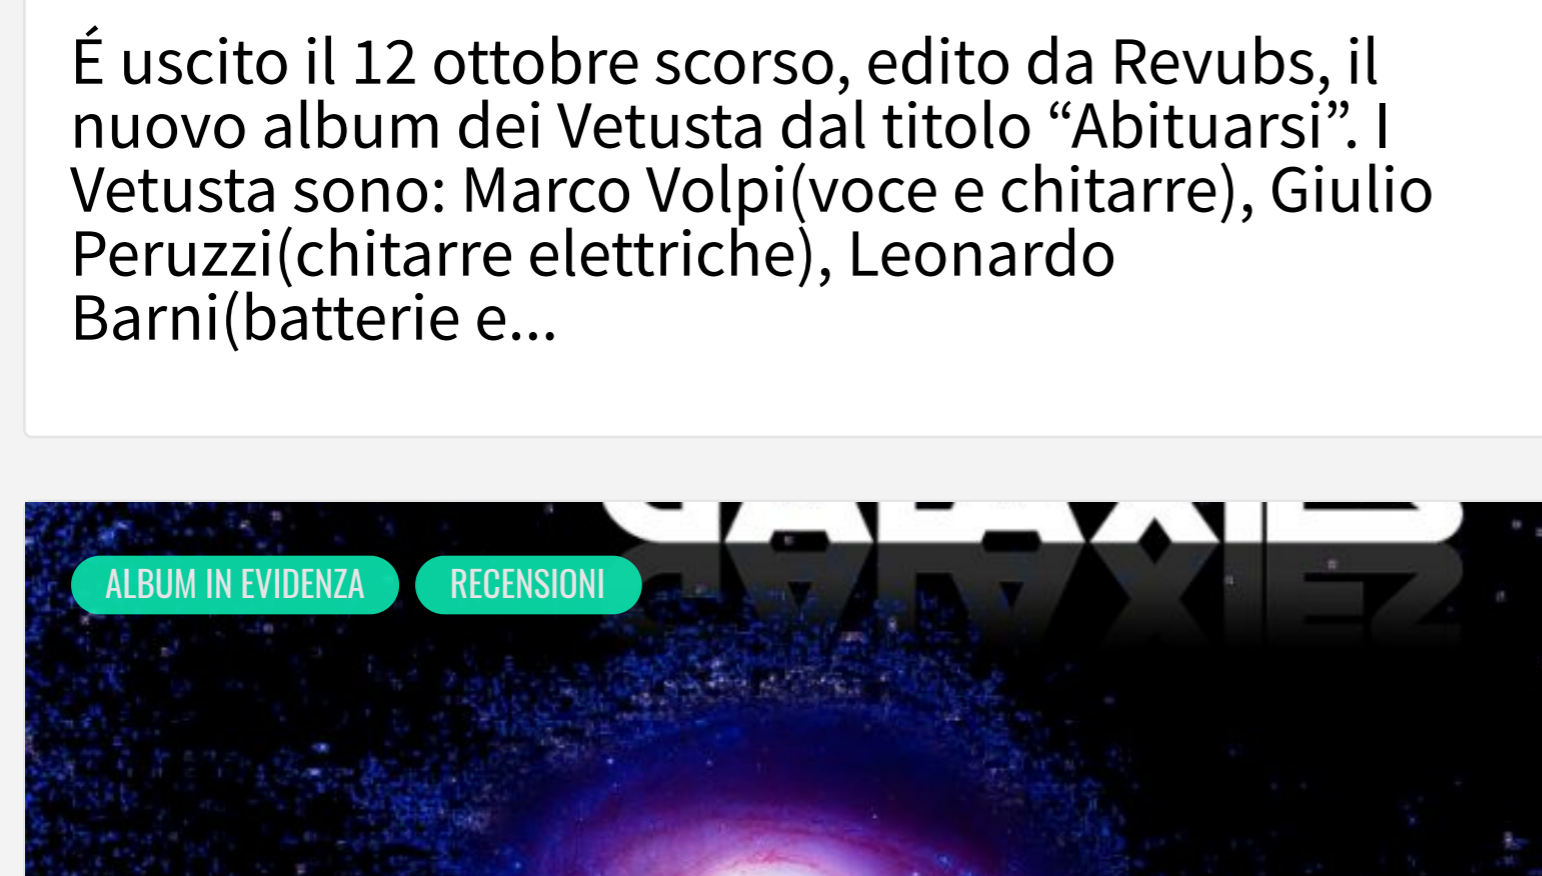 É uscito il 12 ottobre scorso, edito da Revubs, il
nuovo album dei Vetusta dal titolo “Abituarsi”. I
Vetusta sono: Marco Volpi(voce e chitarre), Giulio
Peruzzi(chitarre elettriche), Leonardo
Barni(batterie e...
GALAXIES
ALBUM IN EVIDENZA RECENSIONI